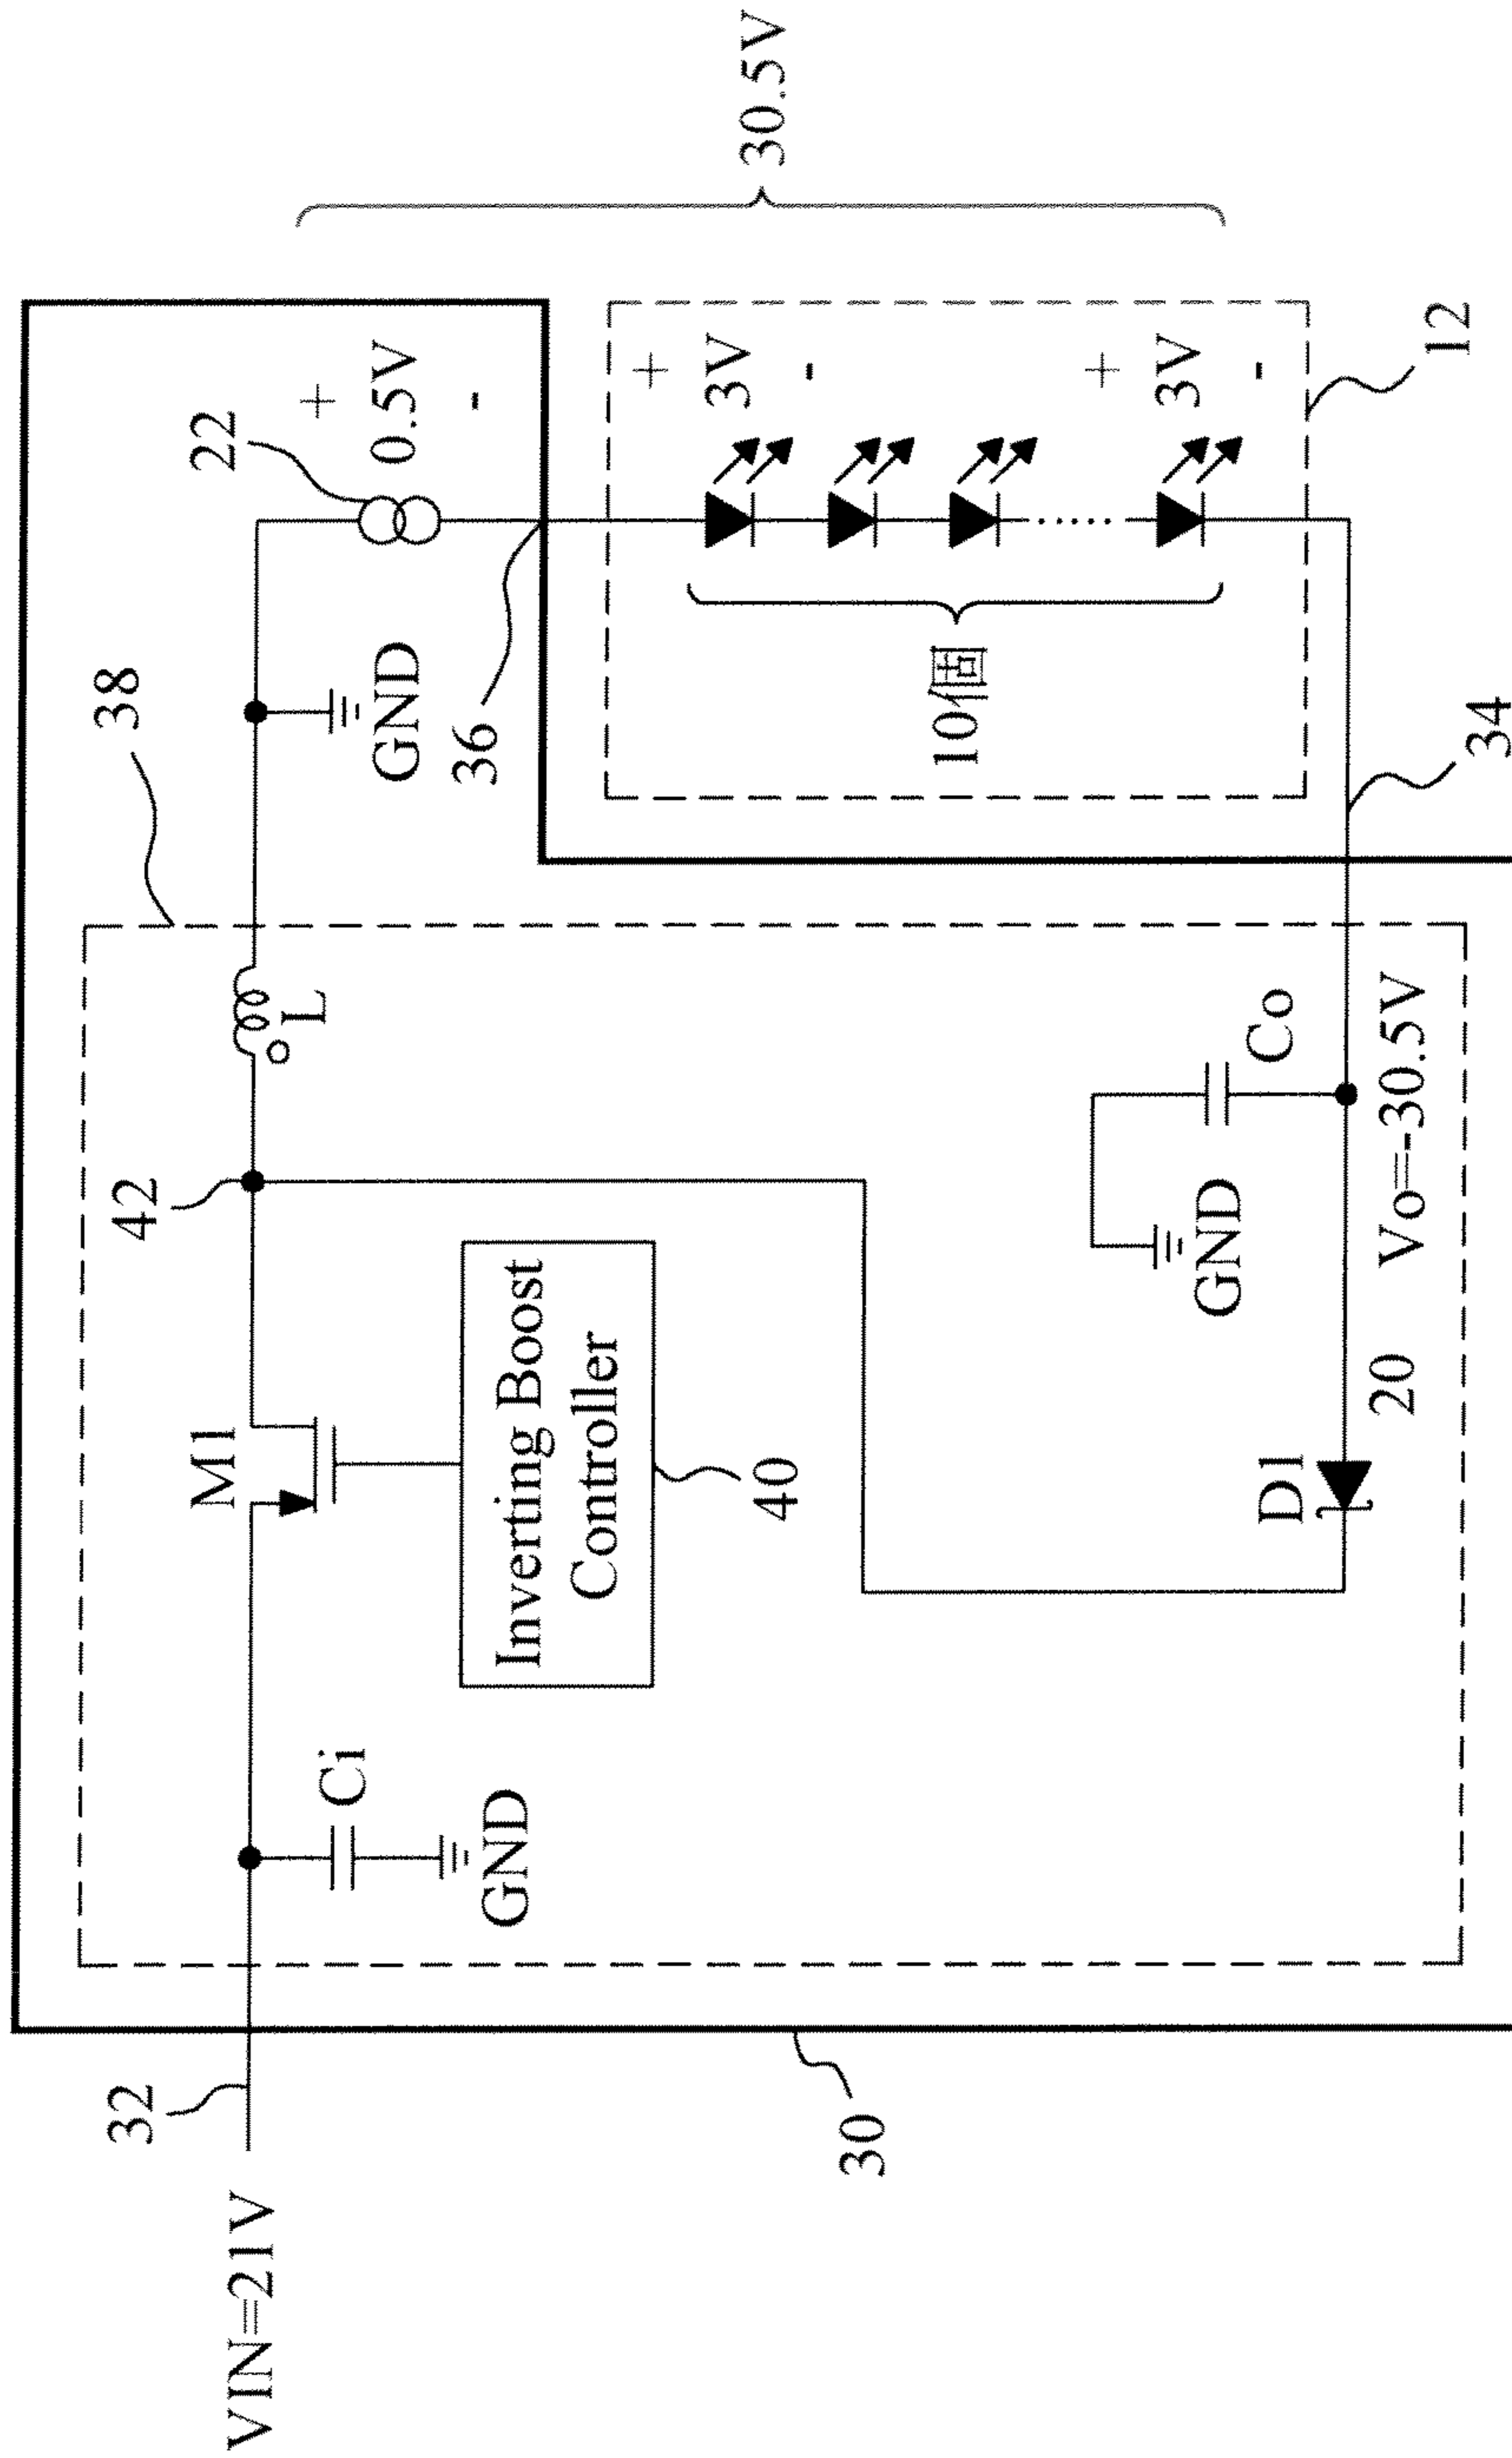 38
22
42
M1
+
0.5V
-
L
GND
36
30.5V
32
VIN=21V
Ci
GND
Inverting Boost
Controller
40
+
3V
-
10個
+
3V
-
12
30
GND
Co
D1
20
Vo=-30.5V
34